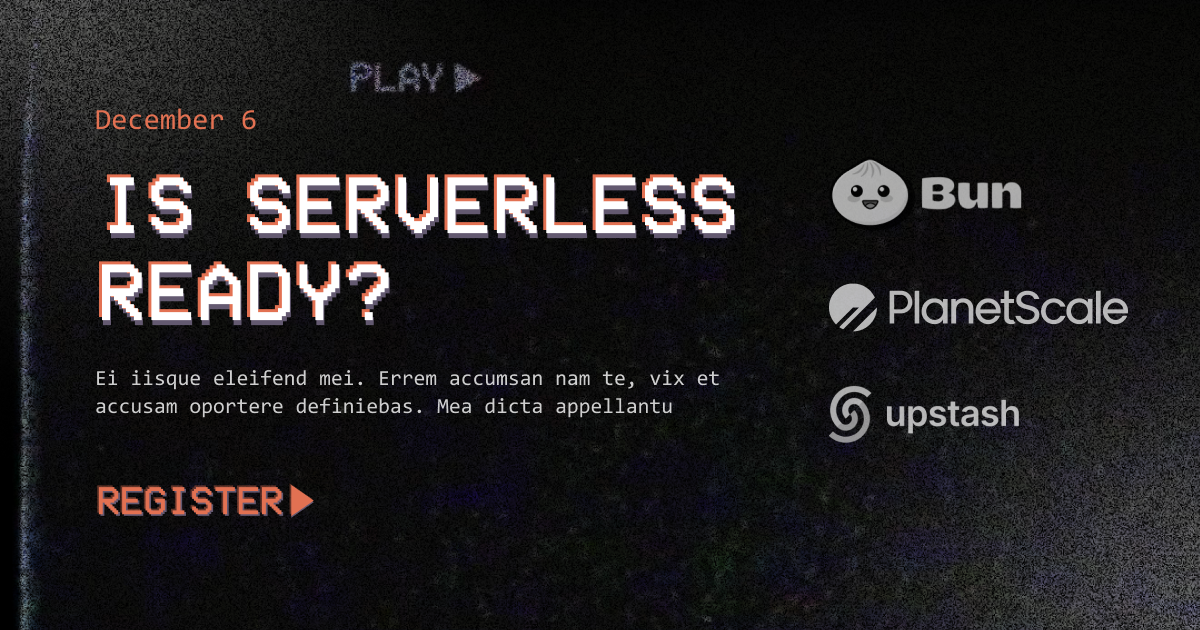 PLAY
December 6
IS SERVERLESS
READY?
Ei iisque eleifend mei. Errem accumsan nam te, vix et
accusam oportere definiebas. Mea dicta appellantu
REGISTER
Bun
PlanetScale
upstash